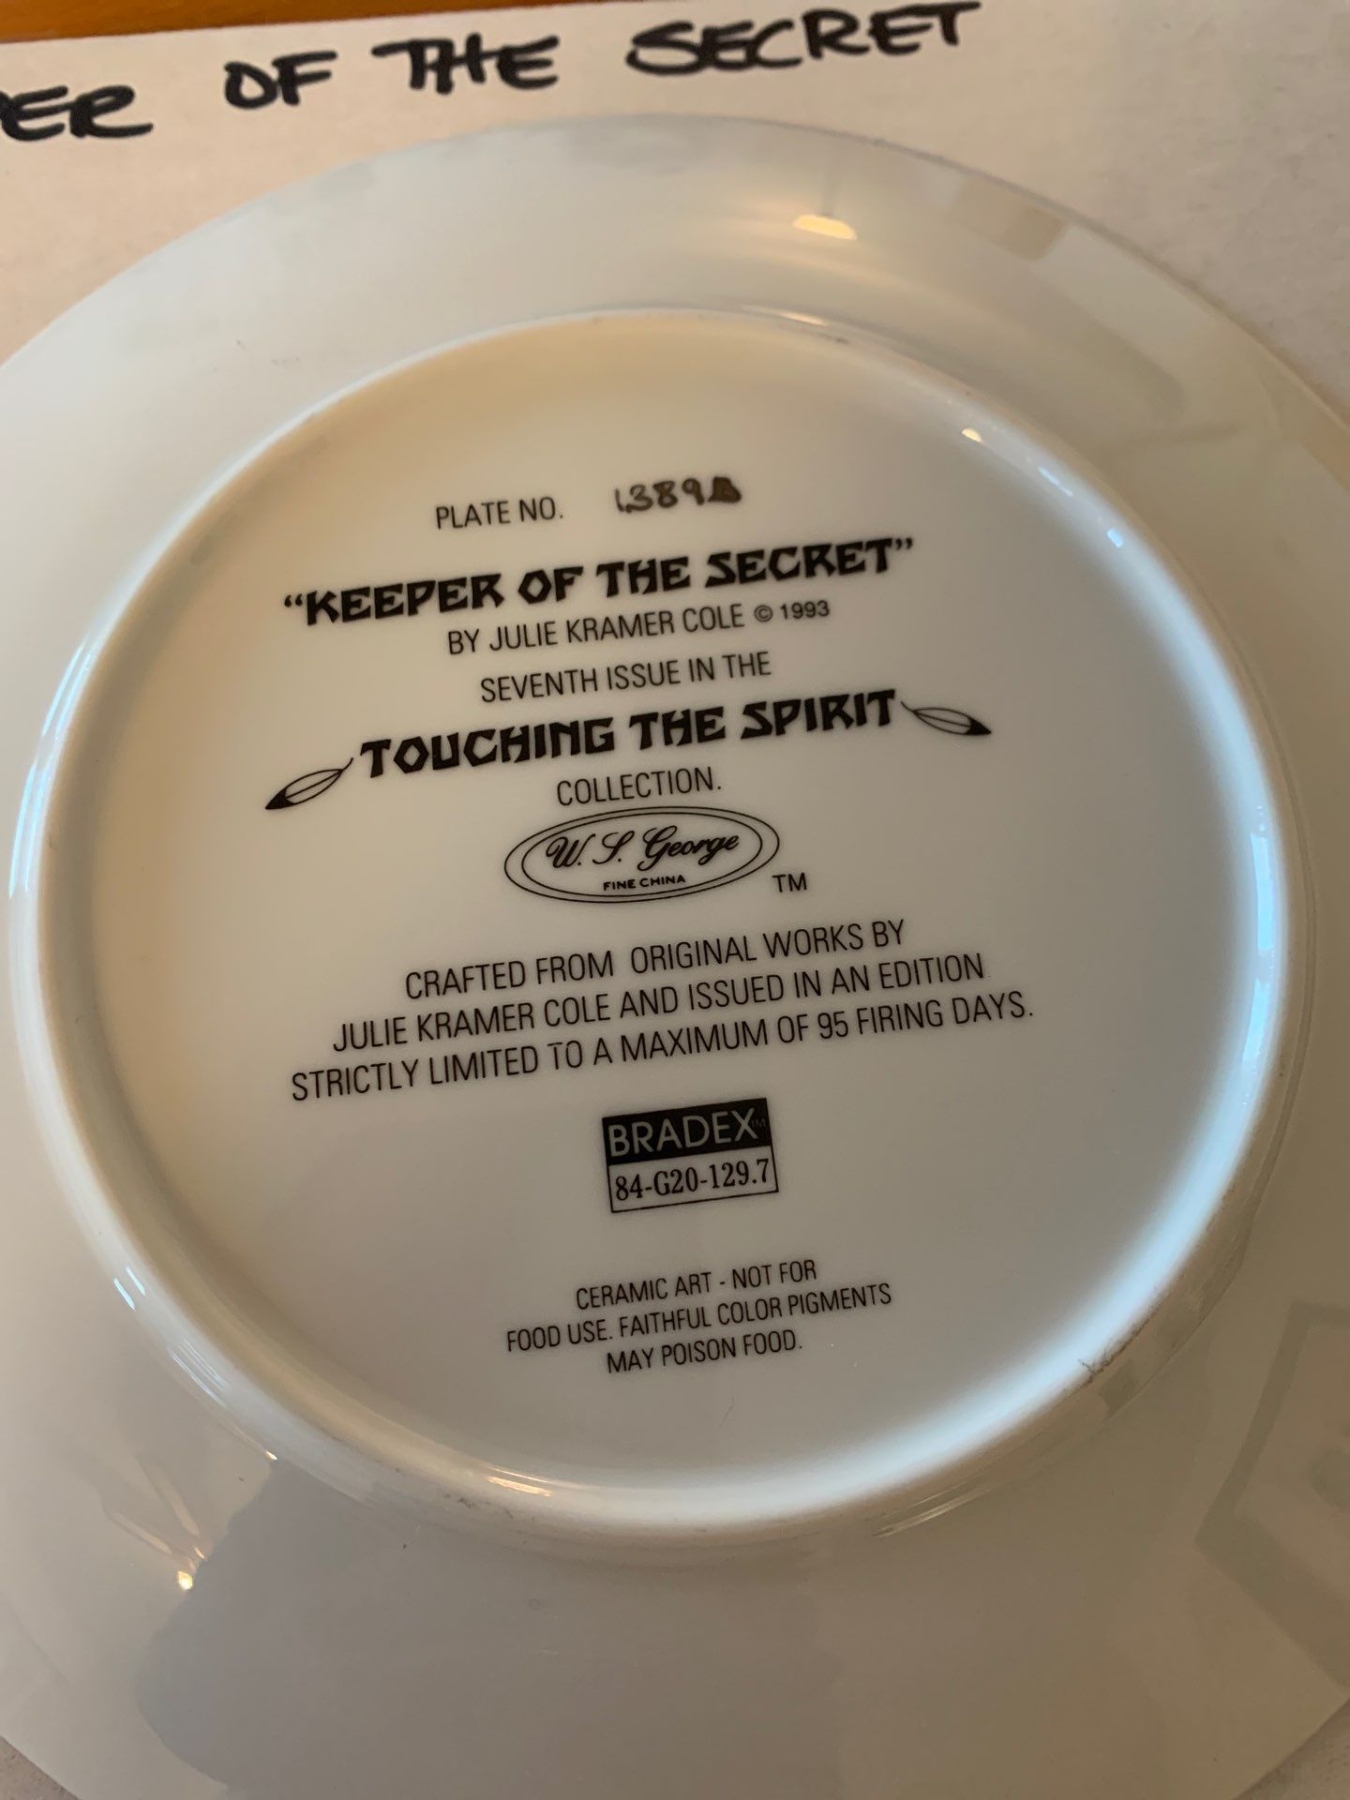 OF THE SECRET
PLATE NO. 1389B
“KEEPER OF THE SECRET”
BY JULIE KRAMER COLE © 1993
SEVENTH ISSUE IN THE
TOUCHING THE SPIRIT
COLLECTION.
W. S. George
FINE CHINA
TM
CRAFTED FROM ORIGINAL WORKS BY
JULIE KRAMER COLE AND ISSUED IN AN EDITION
STRICTLY LIMITED TO A MAXIMUM OF 95 FIRING DAYS.
BRADEX™
84-G20-129.7
CERAMIC ART - NOT FOR
FOOD USE. FAITHFUL COLOR PIGMENTS
MAY POISON FOOD.